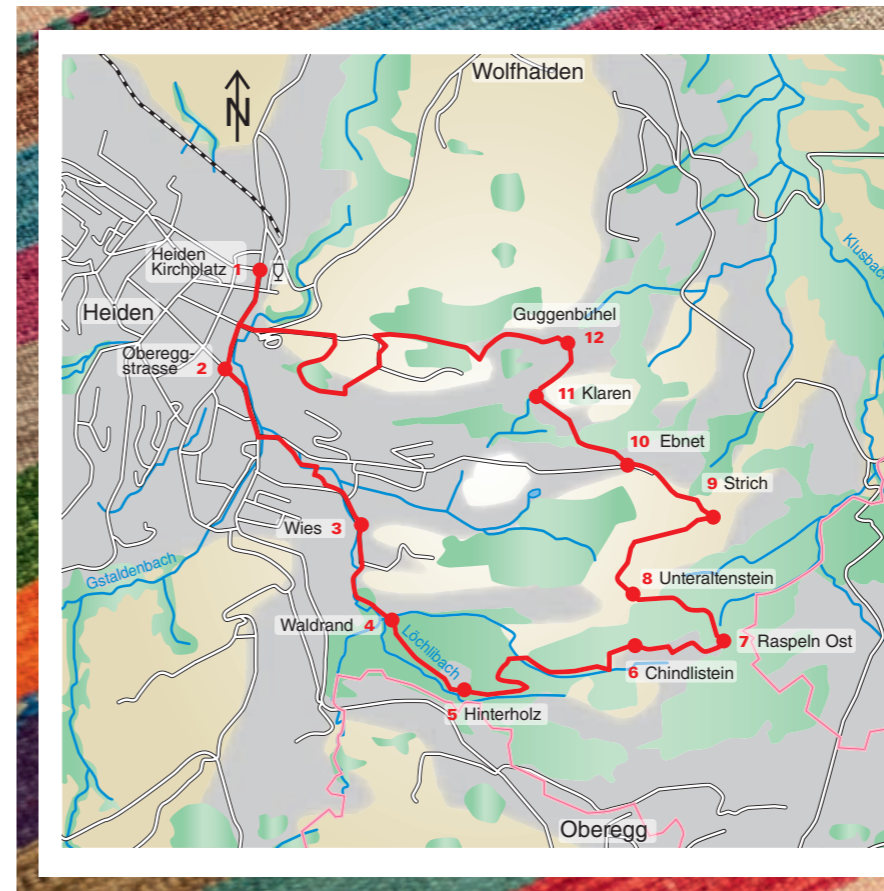 Wolfhalden
N
Klusbach
Heiden
Kirchplatz 1
Heiden
Guggenbühel
12
Oberegg-
strasse 2
11 Klaren
10 Ebnet
9 Strich
Wies 3
Gstaldenbach
8 Unteraltenstein
Waldrand 4
Löchlibach
7 Raspeln Ost
6 Chindlistein
5 Hinterholz
Oberegg